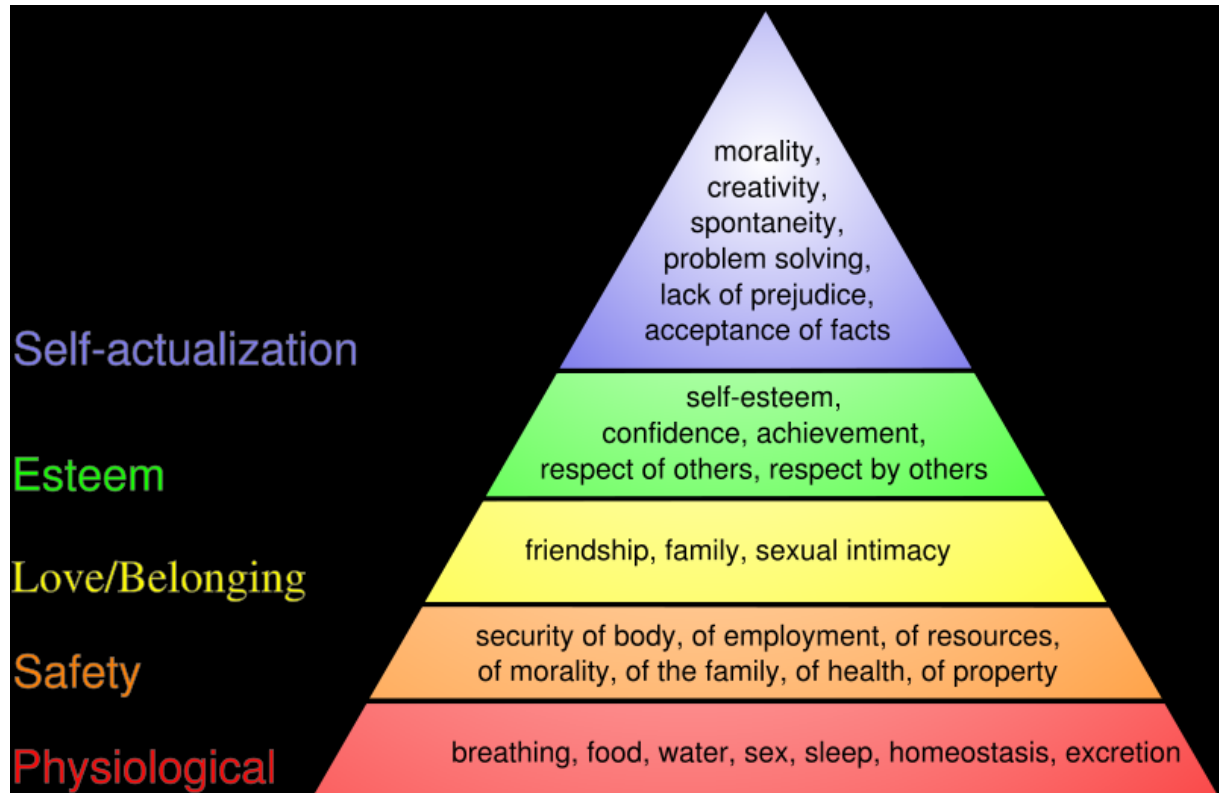 morality,
creativity,
spontaneity,
problem solving,
lack of prejudice,
acceptance of facts
Self-actualization
self-esteem,
confidence, achievement,
respect of others, respect by others
Esteem
friendship, family, sexual intimacy
Love/Belonging
security of body, of employment, of resources,
of morality, of the family, of health, of property
Safety
breathing, food, water, sex, sleep, homeostasis, excretion
Physiological